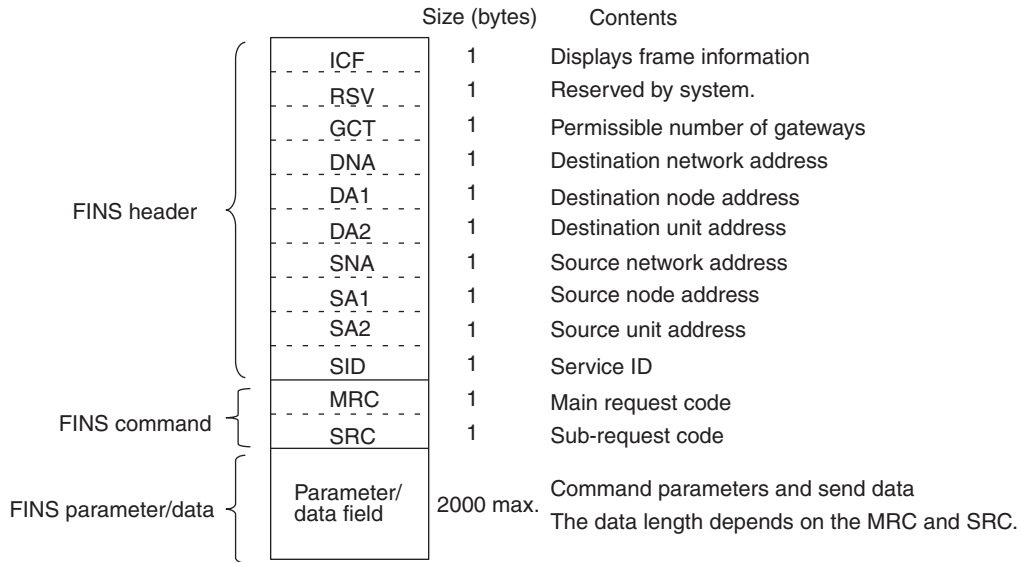 Size (bytes) Contents
ICF 1 Displays frame information
RSV 1 Reserved by system.
GCT 1 Permissible number of gateways
DNA 1 Destination network address
DA1 1 Destination node address
FINS header
DA2 1 Destination unit address
SNA 1 Source network address
SA1 1 Source node address
SA2 1 Source unit address
SID 1 Service ID
MRC 1 Main request code
FINS command
SRC 1 Sub-request code
FINS parameter/data
Parameter/
data field
2000 max.
Command parameters and send data
The data length depends on the MRC and SRC.